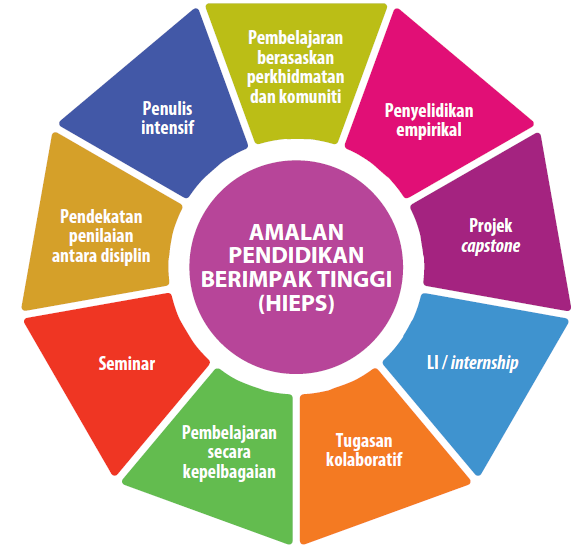 Pembelajaran
berasaskan
perkhidmatan
dan komuniti
Penyelidikan
empirikal
Projek
capstone
LI / internship
Tugasan
kolaboratif
Pembelajaran
secara
kepelbagaian
Seminar
Pendekatan
penilaian
antara disiplin
Penulis
intensif
AMALAN
PENDIDIKAN
BERIMPAK TINGGI
(HIEPS)